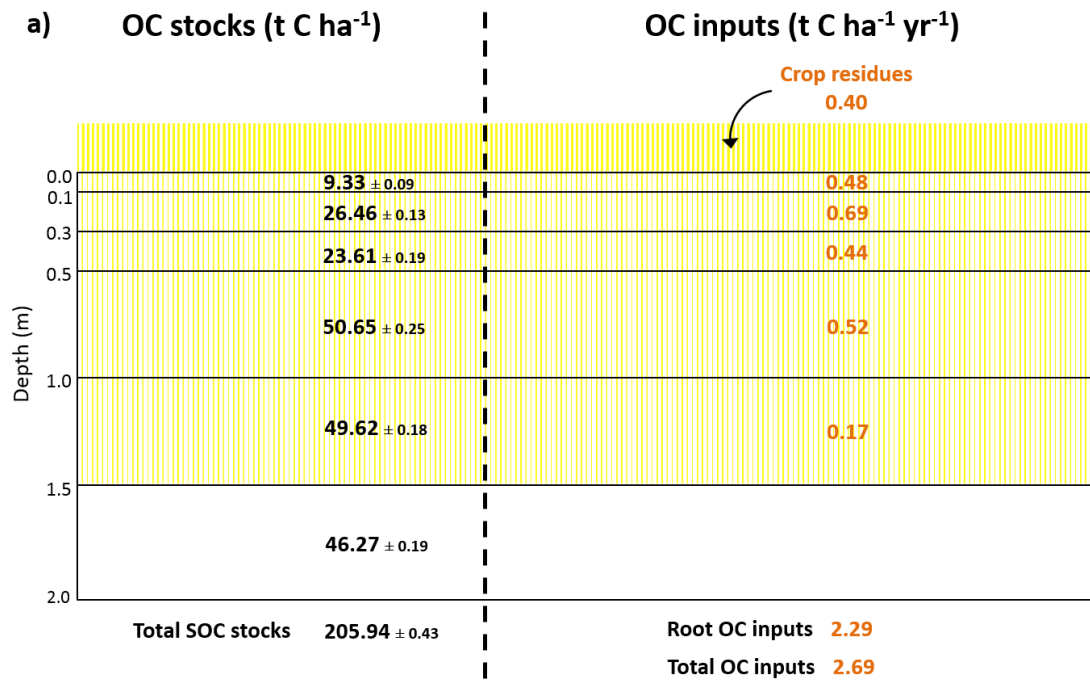 a) OC stocks (t C ha⁻¹) OC inputs (t C ha⁻¹ yr⁻¹)
Crop residues
0.40
0.0
9.33 ± 0.09 0.48
0.1
26.46 ± 0.13 0.69
0.3
23.61 ± 0.19 0.44
0.5
50.65 ± 0.25 0.52
Depth (m)
1.0
49.62 ± 0.18 0.17
1.5
46.27 ± 0.19
2.0
Total SOC stocks 205.94 ± 0.43 Root OC inputs 2.29
Total OC inputs 2.69